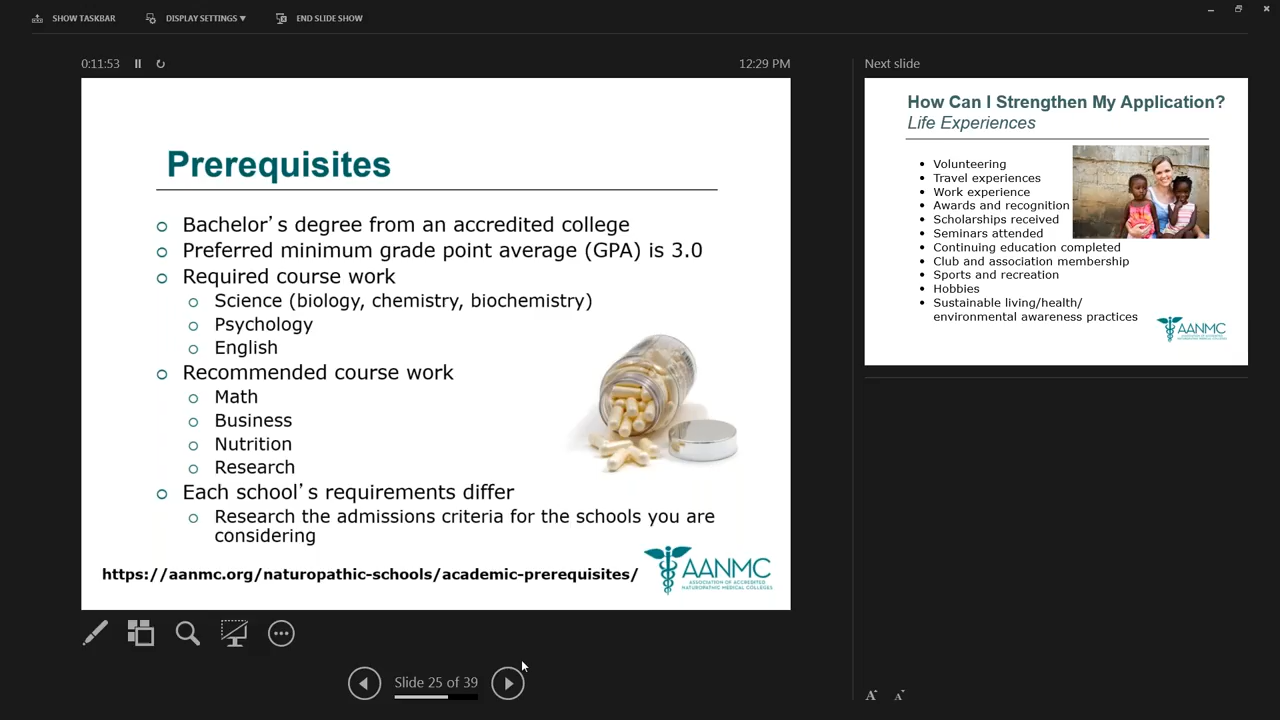 SHOW TASKBAR
DISPLAY SETTINGS ▼
END SLIDE SHOW
0:11:53
12:29 PM
Prerequisites
Bachelor’s degree from an accredited college
Preferred minimum grade point average (GPA) is 3.0
Required course work
Science (biology, chemistry, biochemistry)
Psychology
English
Recommended course work
Math
Business
Nutrition
Research
Each school’s requirements differ
Research the admissions criteria for the schools you are
considering
https://aanmc.org/naturopathic-schools/academic-prerequisites/
AANMC
ASSOCIATION OF ACCREDITED
NATUROPATHIC MEDICAL COLLEGES
Slide 25 of 39
Next slide
How Can I Strengthen My Application?
Life Experiences
Volunteering
Travel experiences
Work experience
Awards and recognition
Scholarships received
Seminars attended
Continuing education completed
Club and association membership
Sports and recreation
Hobbies
Sustainable living/health/
environmental awareness practices
AANMC
ASSOCIATION OF ACCREDITED
NATUROPATHIC MEDICAL COLLEGES
A
A